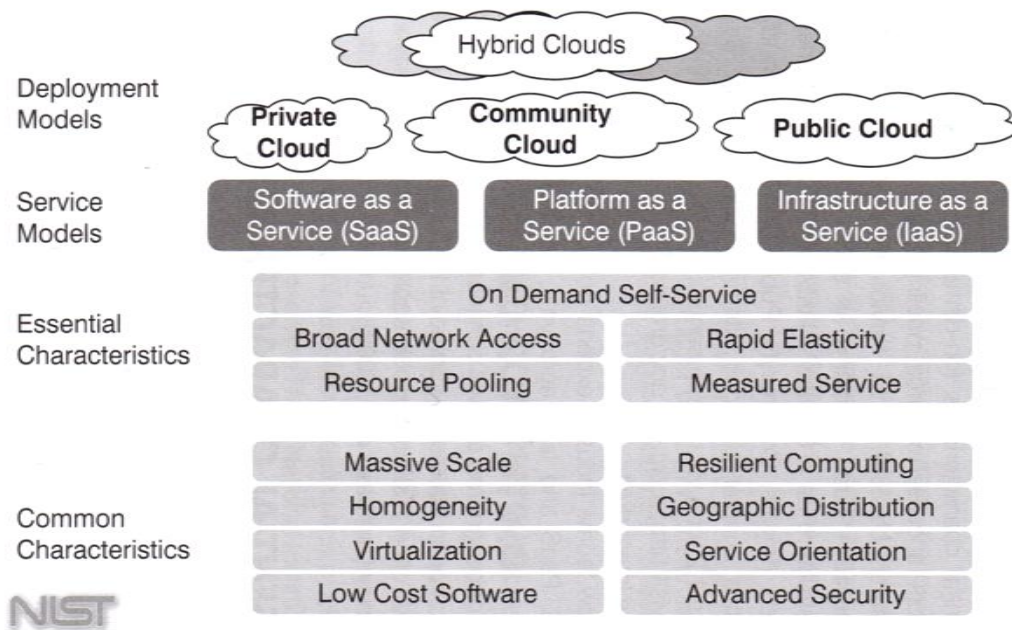 Hybrid Clouds
Deployment
Models
Private
Cloud
Community
Cloud
Public Cloud
Service
Models
Software as a
Service (SaaS)
Platform as a
Service (PaaS)
Infrastructure as a
Service (IaaS)
Essential
Characteristics
On Demand Self-Service
Broad Network Access
Rapid Elasticity
Resource Pooling
Measured Service
Common
Characteristics
Massive Scale
Resilient Computing
Homogeneity
Geographic Distribution
Virtualization
Service Orientation
Low Cost Software
Advanced Security
NIST